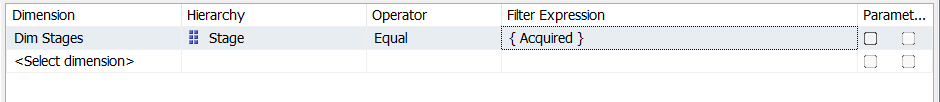 Dimension Hierarchy Operator Filter Expression Paramet...
Dim Stages Stage Equal { Acquired }
<Select dimension>